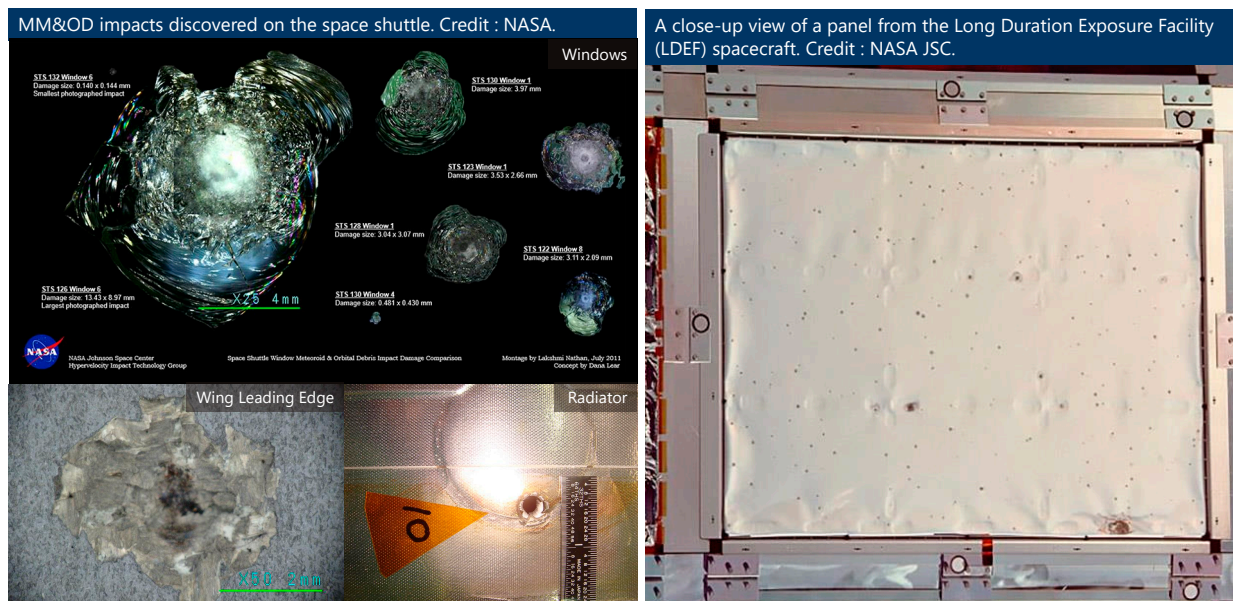 MM&OD impacts discovered on the space shuttle. Credit : NASA.
Windows
STS 132 Window 6
Damage size: 0.140 x 0.144 mm
Smallest photographed impact
STS 130 Window 1
Damage size: 3.97 mm
STS 123 Window 1
Damage size: 3.53 x 2.66 mm
STS 128 Window 1
Damage size: 3.04 x 3.07 mm
STS 122 Window 8
Damage size: 3.11 x 2.09 mm
STS 126 Window 6
Damage size: 13.43 x 8.97 mm
Largest photographed impact
X25 4mm
STS 130 Window 4
Damage size: 0.481 x 0.430 mm
NASA
NASA Johnson Space Center
Hypervelocity Impact Technology Group
Space Shuttle Window Meteoroid & Orbital Debris Impact Damage Comparison
Montage by Lakshmi Nathan, July 2011
Concept by Dana Lear
Wing Leading Edge
X50 2mm
Radiator
10
A close-up view of a panel from the Long Duration Exposure Facility
(LDEF) spacecraft. Credit : NASA JSC.